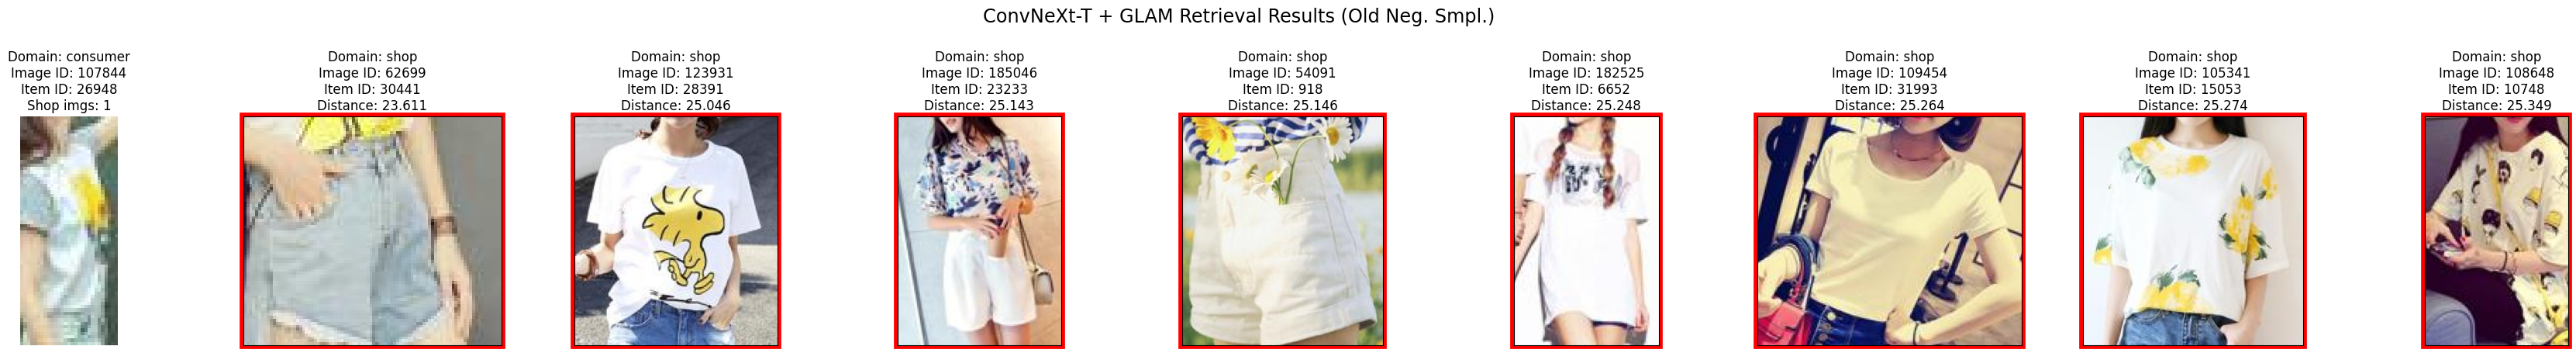 ConvNeXt-T + GLAM Retrieval Results (Old Neg. Smpl.)
Domain: consumer
Image ID: 107844
Item ID: 26948
Shop imgs: 1
Domain: shop
Image ID: 62699
Item ID: 30441
Distance: 23.611
Domain: shop
Image ID: 123931
Item ID: 28391
Distance: 25.046
Domain: shop
Image ID: 185046
Item ID: 23233
Distance: 25.143
Domain: shop
Image ID: 54091
Item ID: 918
Distance: 25.146
Domain: shop
Image ID: 182525
Item ID: 6652
Distance: 25.248
Domain: shop
Image ID: 109454
Item ID: 31993
Distance: 25.264
Domain: shop
Image ID: 105341
Item ID: 15053
Distance: 25.274
Domain: shop
Image ID: 108648
Item ID: 10748
Distance: 25.349